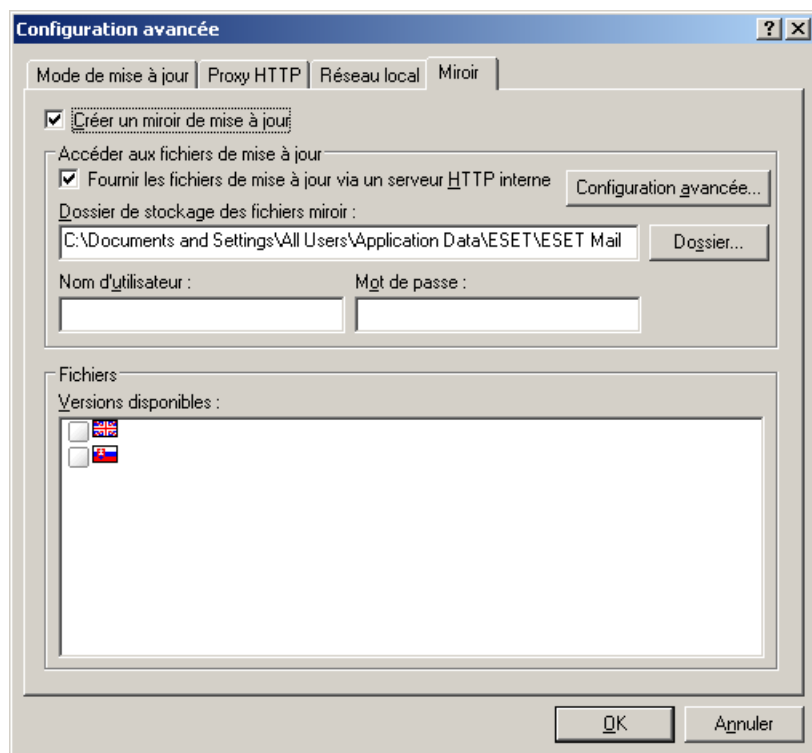 Configuration avancée
Mode de mise à jour Proxy HTTP Réseau local Miroir
Créer un miroir de mise à jour
Accéder aux fichiers de mise à jour
Fournir les fichiers de mise à jour via un serveur HTTP interne Configuration avancée...
Dossier de stockage des fichiers miroir :
C:\Documents and Settings\All Users\Application Data\ESET\ESET Mail Dossier...
Nom d'utilisateur : Mot de passe :
Fichiers
Versions disponibles :
OK Annuler